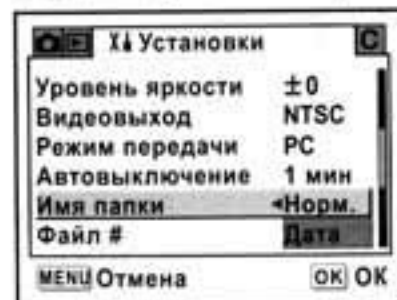 Установки C
Уровень яркости ±0
Видеовыход NTSC
Режим передачи PC
Автовыключение 1 мин
Имя папки ◂Норм.
Файл # Дата
MENU Отмена OK OK